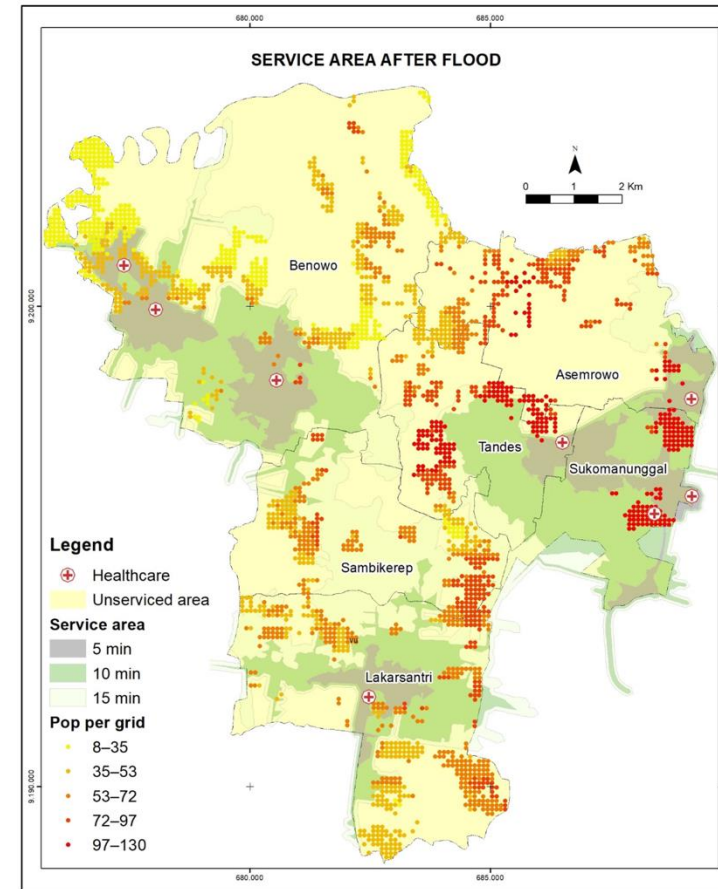 680.000
685.000
SERVICE AREA AFTER FLOOD
N
0 1 2 Km
Benowo
9.200.000
Asemrowo
Tandes
Sukomanunggal
Legend
Healthcare
Unserviced area
Service area
5 min
10 min
15 min
Pop per grid
8–35
35–53
53–72
72–97
97–130
Sambikerep
Lakarsantri
9.190.000
680.000
685.000